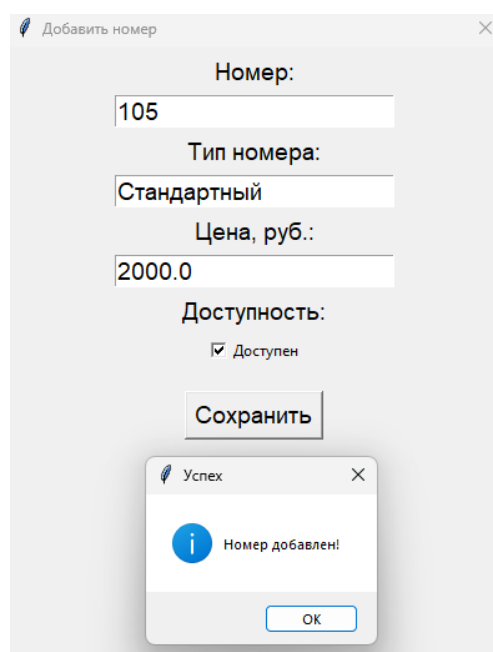 Добавить номер
Номер:
105
Тип номера:
Стандартный
Цена, руб.:
2000.0
Доступность:
Доступен
Сохранить
Успех
Номер добавлен!
OK